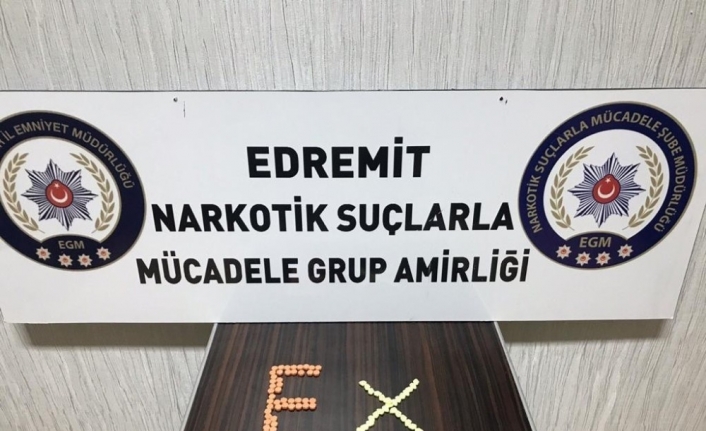 İL EMNİYET MÜDÜRLÜĞÜ
EGM
EDREMİT
NARKOTİK SUÇLARLA
MÜCADELE GRUP AMİRLİĞİ
NARKOTİK SUÇLARLA MÜCADELE ŞUBE MÜDÜRLÜĞÜ
EGM
EX